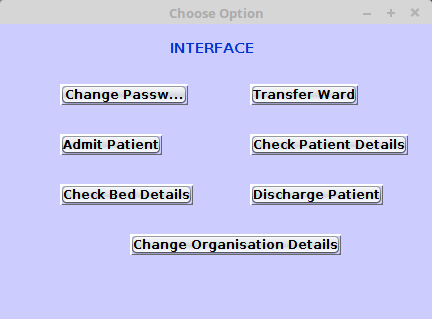 Choose Option
INTERFACE
Change Passw...
Transfer Ward
Admit Patient
Check Patient Details
Check Bed Details
Discharge Patient
Change Organisation Details